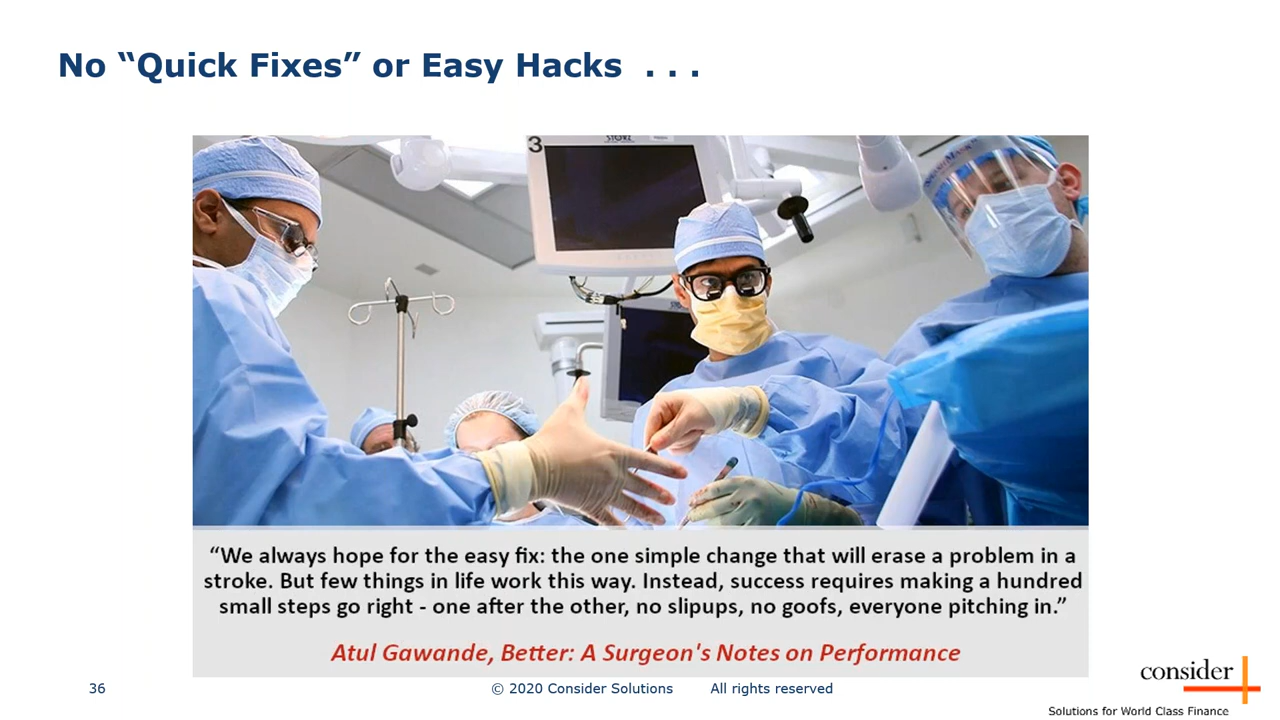 No “Quick Fixes” or Easy Hacks . . .
3
STORZ
“We always hope for the easy fix: the one simple change that will erase a problem in a
stroke. But few things in life work this way. Instead, success requires making a hundred
small steps go right - one after the other, no slipups, no goofs, everyone pitching in.”
Atul Gawande, Better: A Surgeon's Notes on Performance
36
© 2020 Consider Solutions All rights reserved
consider
Solutions for World Class Finance